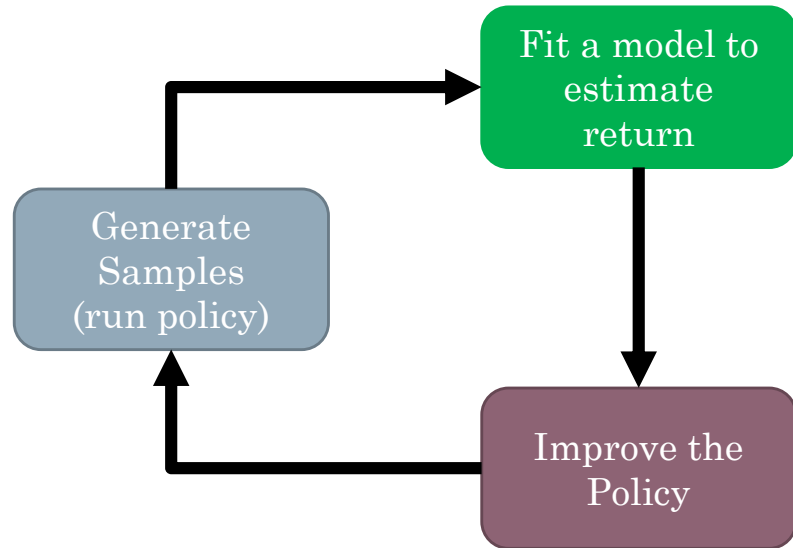 Fit a model to
estimate
return
Generate
Samples
(run policy)
Improve the
Policy